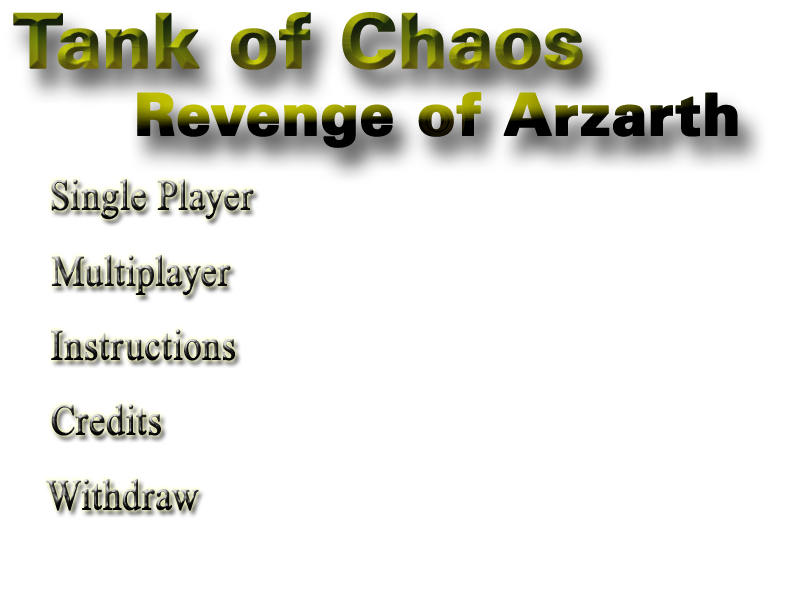 Tank of Chaos
Revenge of Arzarth
Single Player
Multiplayer
Instructions
Credits
Withdraw